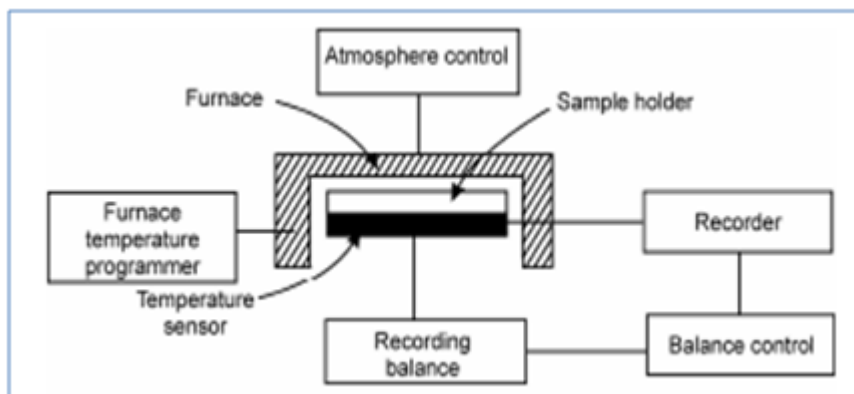 Atmosphere control
Furnace
Sample holder
Furnace
temperature
programmer
Recorder
Temperature
sensor
Recording
balance
Balance control